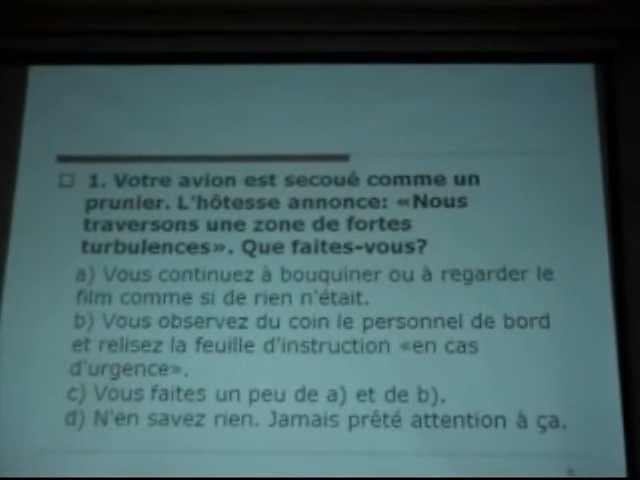 1. Votre avion est secoué comme un
prunier. L'hôtesse annonce: «Nous
traversons une zone de fortes
turbulences». Que faites-vous?
a) Vous continuez à bouquiner ou à regarder le
film comme si de rien n'était.
b) Vous observez du coin le personnel de bord
et relisez la feuille d'instruction «en cas
d'urgence».
c) Vous faites un peu de a) et de b).
d) N'en savez rien. Jamais prêté attention à ça.